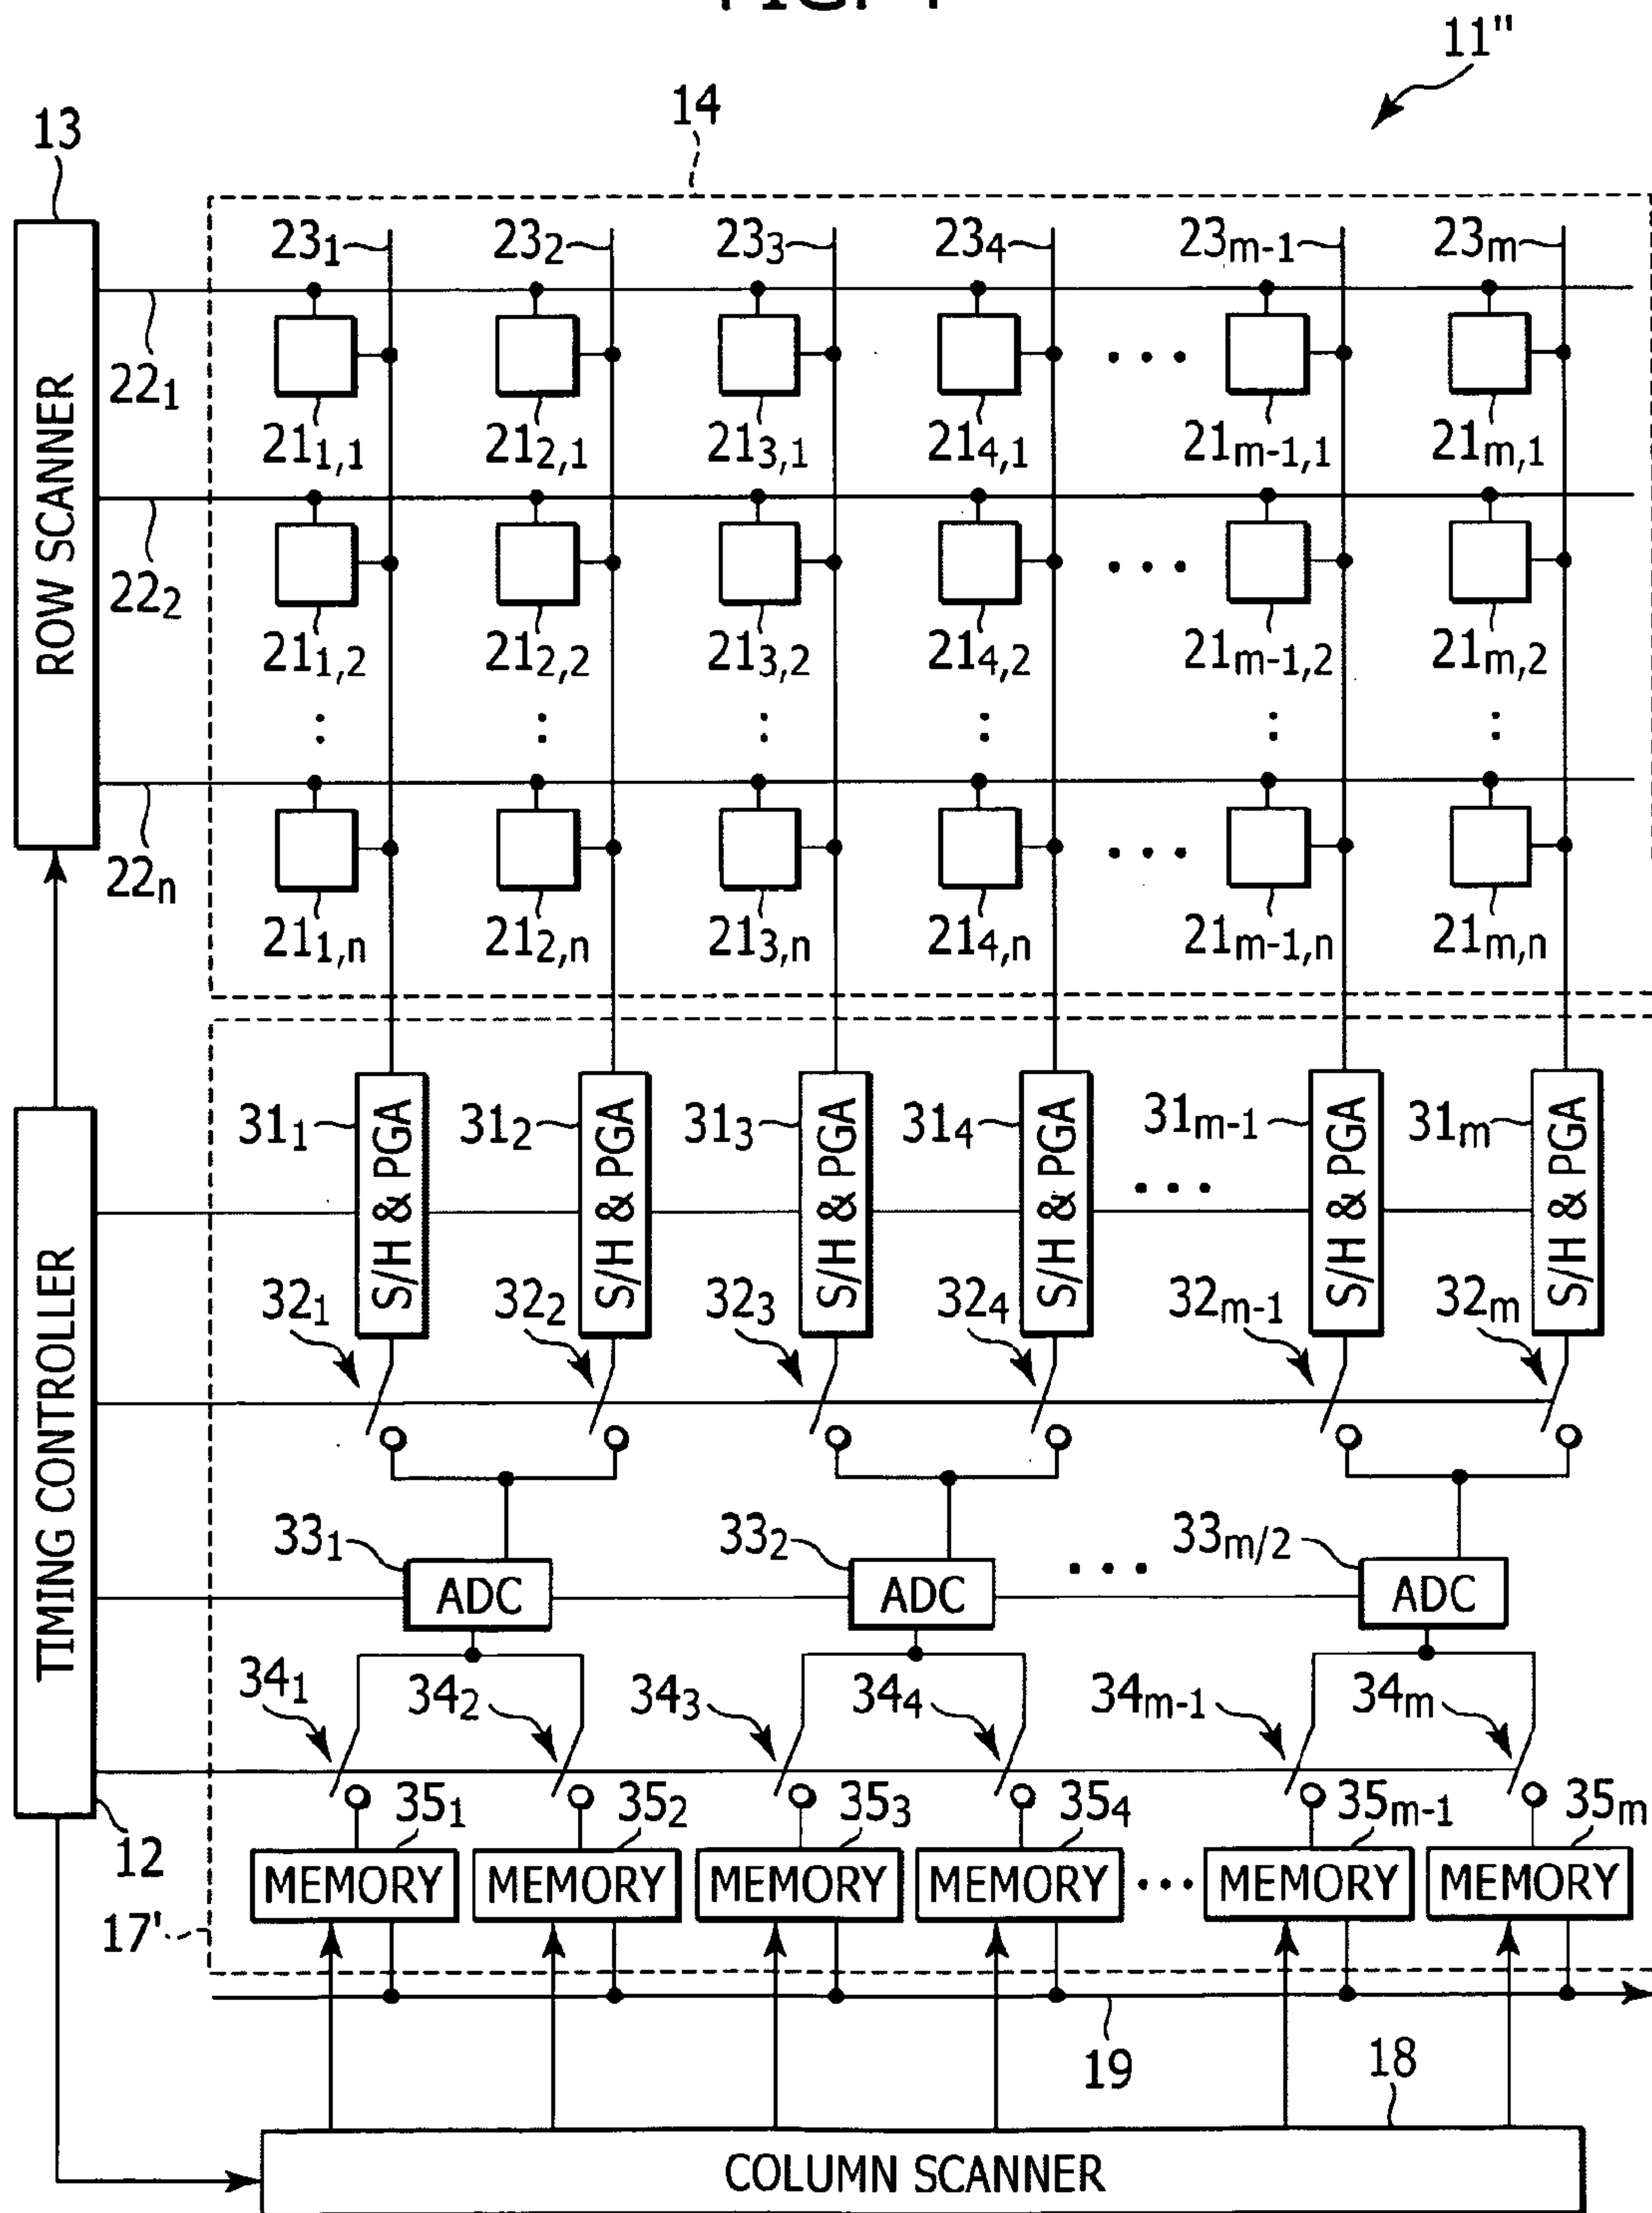 11"
14
13
23₁ 23₂ 23₃ 23₄ 23m-1 23m
ROW SCANNER
22₁
21₁,₁ 21₂,₁ 21₃,₁ 21₄,₁ 21m-1,1 21m,1
22₂
21₁,₂ 21₂,₂ 21₃,₂ 21₄,₂ 21m-1,2 21m,2
22n
21₁,n 21₂,n 21₃,n 21₄,n 21m-1,n 21m,n
31₁ 31₂ 31₃ 31₄ 31m-1 31m
S/H & PGA S/H & PGA S/H & PGA S/H & PGA S/H & PGA S/H & PGA
TIMING CONTROLLER
32₁ 32₂ 32₃ 32₄ 32m-1 32m
33₁ 33₂ 33m/2
ADC ADC ADC
34₁ 34₂ 34₃ 34₄ 34m-1 34m
35₁ 35₂ 35₃ 35₄ 35m-1 35m
12
MEMORY MEMORY MEMORY MEMORY MEMORY MEMORY
17'
19
18
COLUMN SCANNER